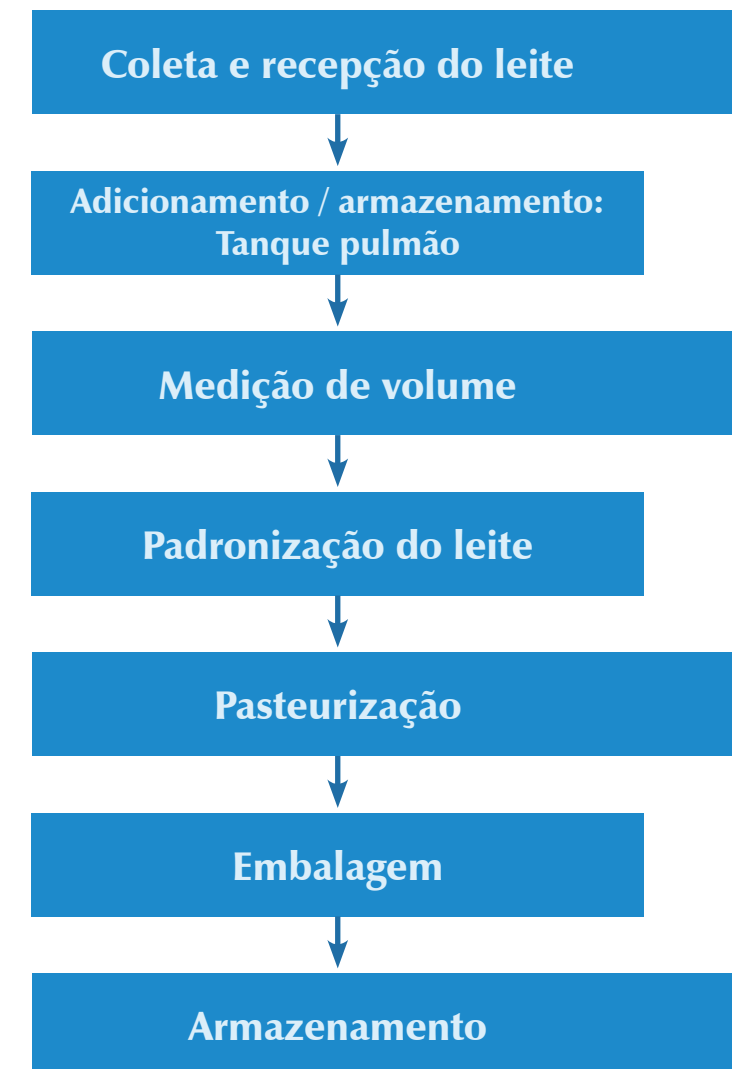 Coleta e recepção do leite
Adicionamento / armazenamento:
Tanque pulmão
Medição de volume
Padronização do leite
Pasteurização
Embalagem
Armazenamento